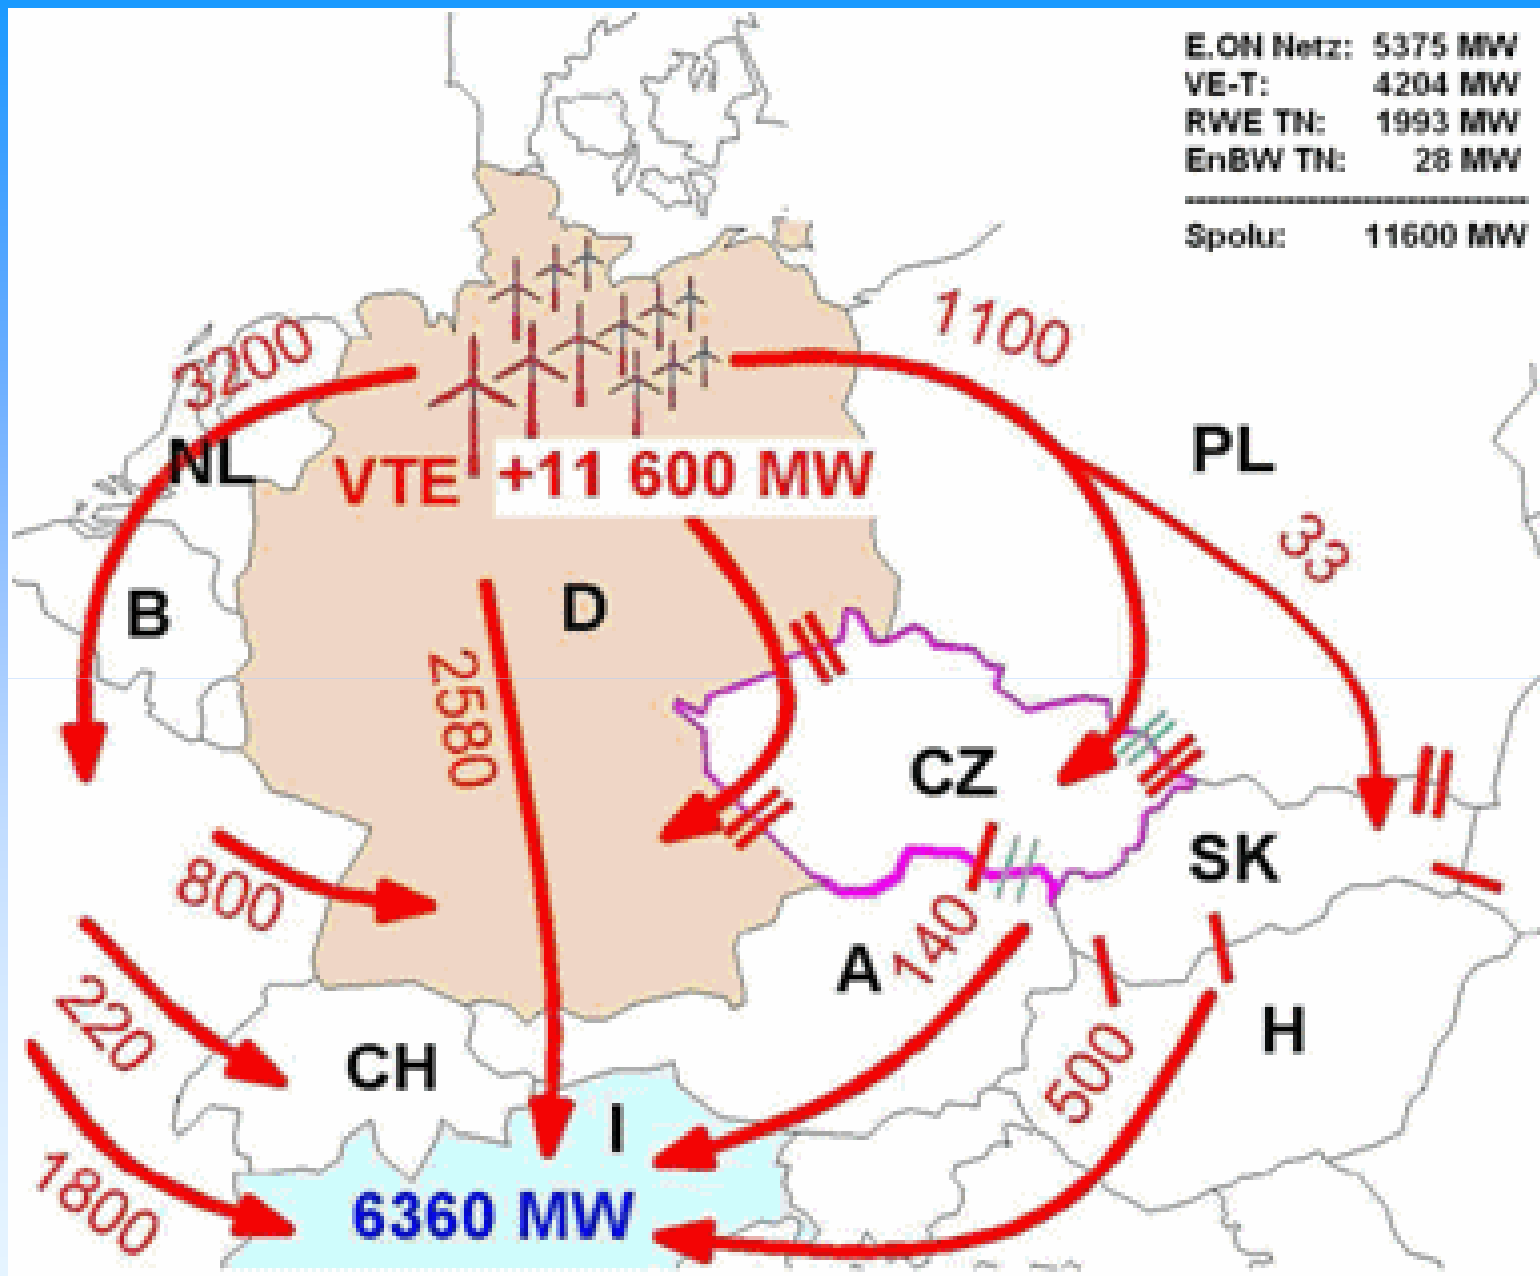 E.ON Netz: 5375 MW
VE-T: 4204 MW
RWE TN: 1993 MW
EnBW TN: 28 MW
------------------------------
Spolu: 11600 MW
1100
3200
NL
PL
VTE +11 600 MW
33
B
D
2580
CZ
SK
800
140
A
220
CH
H
500
I
1800
6360 MW